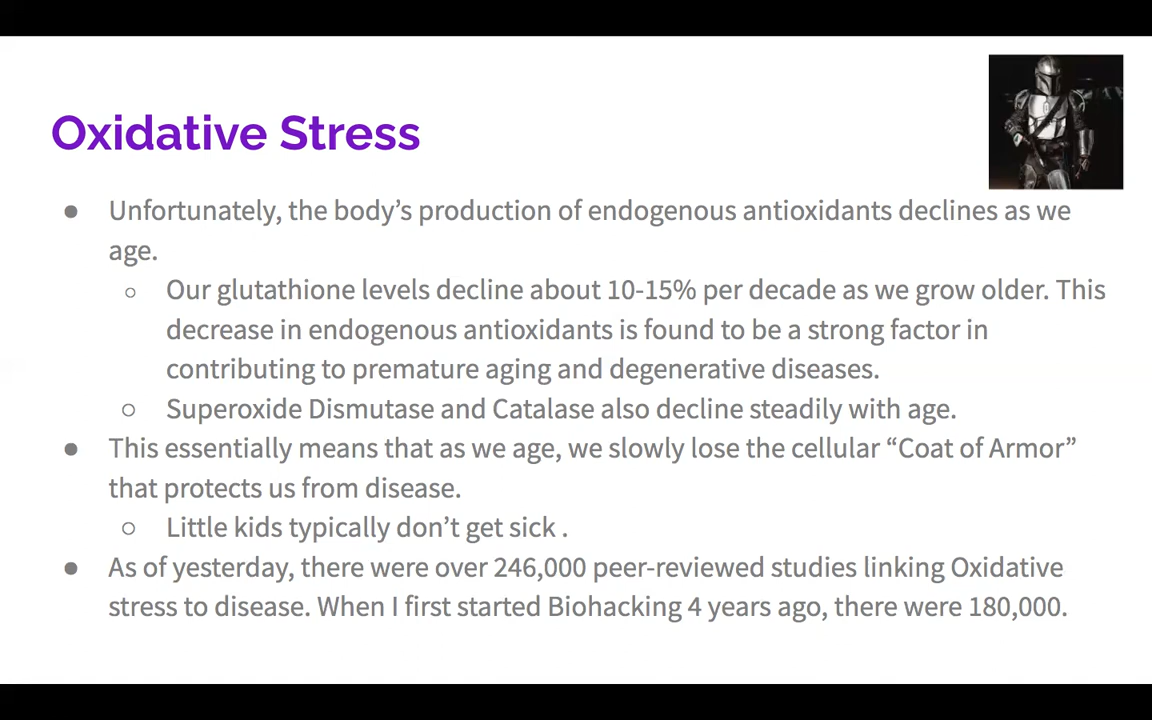 Oxidative Stress
● Unfortunately, the body’s production of endogenous antioxidants declines as we
age.
○ Our glutathione levels decline about 10-15% per decade as we grow older. This
decrease in endogenous antioxidants is found to be a strong factor in
contributing to premature aging and degenerative diseases.
○ Superoxide Dismutase and Catalase also decline steadily with age.
● This essentially means that as we age, we slowly lose the cellular “Coat of Armor”
that protects us from disease.
○ Little kids typically don’t get sick .
● As of yesterday, there were over 246,000 peer-reviewed studies linking Oxidative
stress to disease. When I first started Biohacking 4 years ago, there were 180,000.